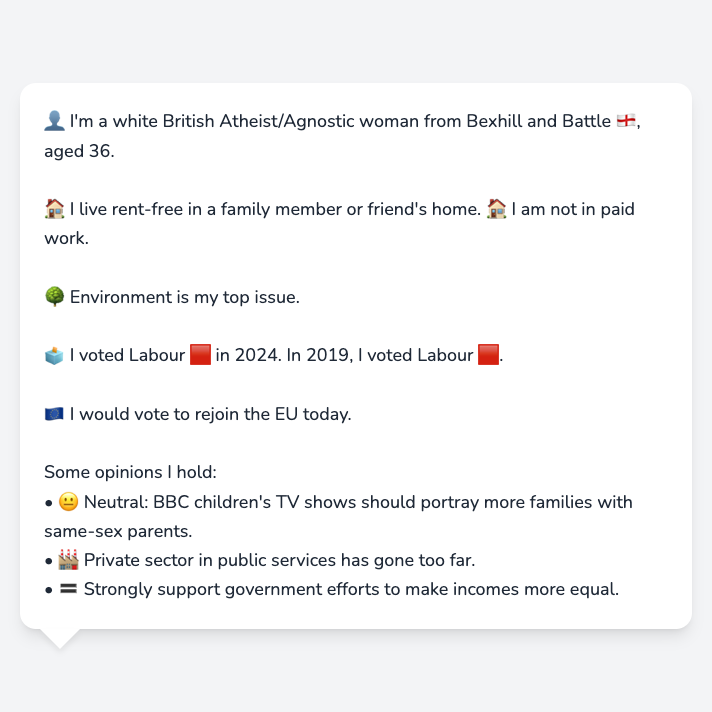 👤 I'm a white British Atheist/Agnostic woman from Bexhill and Battle 🏴󠁧󠁢󠁥󠁮󠁧󠁿,
aged 36.
🏠 I live rent-free in a family member or friend's home. 🏠 I am not in paid
work.
🌳 Environment is my top issue.
🗳️ I voted Labour 🟥 in 2024. In 2019, I voted Labour 🟥.
🇪🇺 I would vote to rejoin the EU today.
Some opinions I hold:
• 😐 Neutral: BBC children's TV shows should portray more families with
same-sex parents.
• 🏭 Private sector in public services has gone too far.
• 🟰 Strongly support government efforts to make incomes more equal.